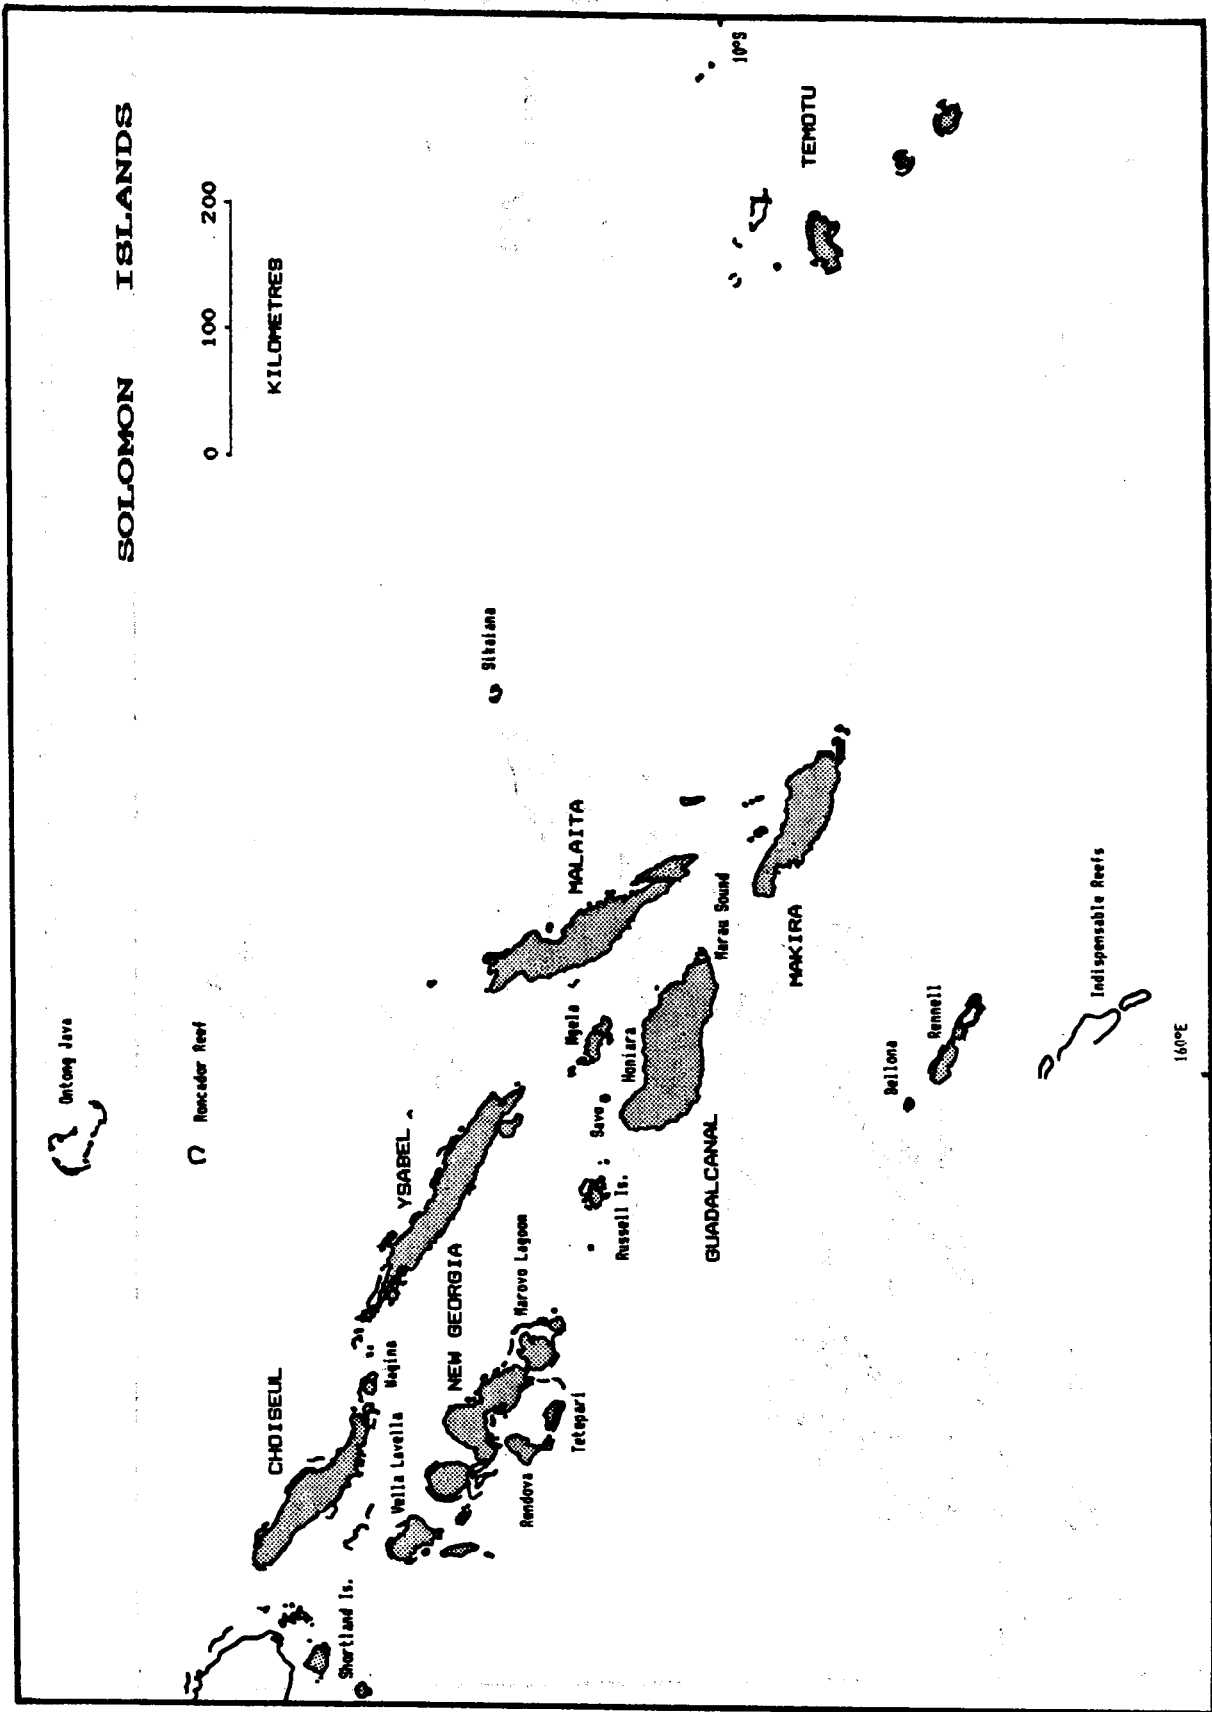 SOLOMON ISLANDS
0 100 200
KILOMETRES
Ontong Java
Roncador Reef
CHOISEUL
Shortland Is.
YSABEL
Wagina
Vella Lavella
NEW GEORGIA
Marovo Lagoon
Rendova
Tetepari
Sikaiana
MALAITA
Ngela
Savo
Russell Is.
Honiara
GUADALCANAL
Marau Sound
MAKIRA
TEMOTU
10°S
Bellona
Rennell
Indispensable Reefs
160°E